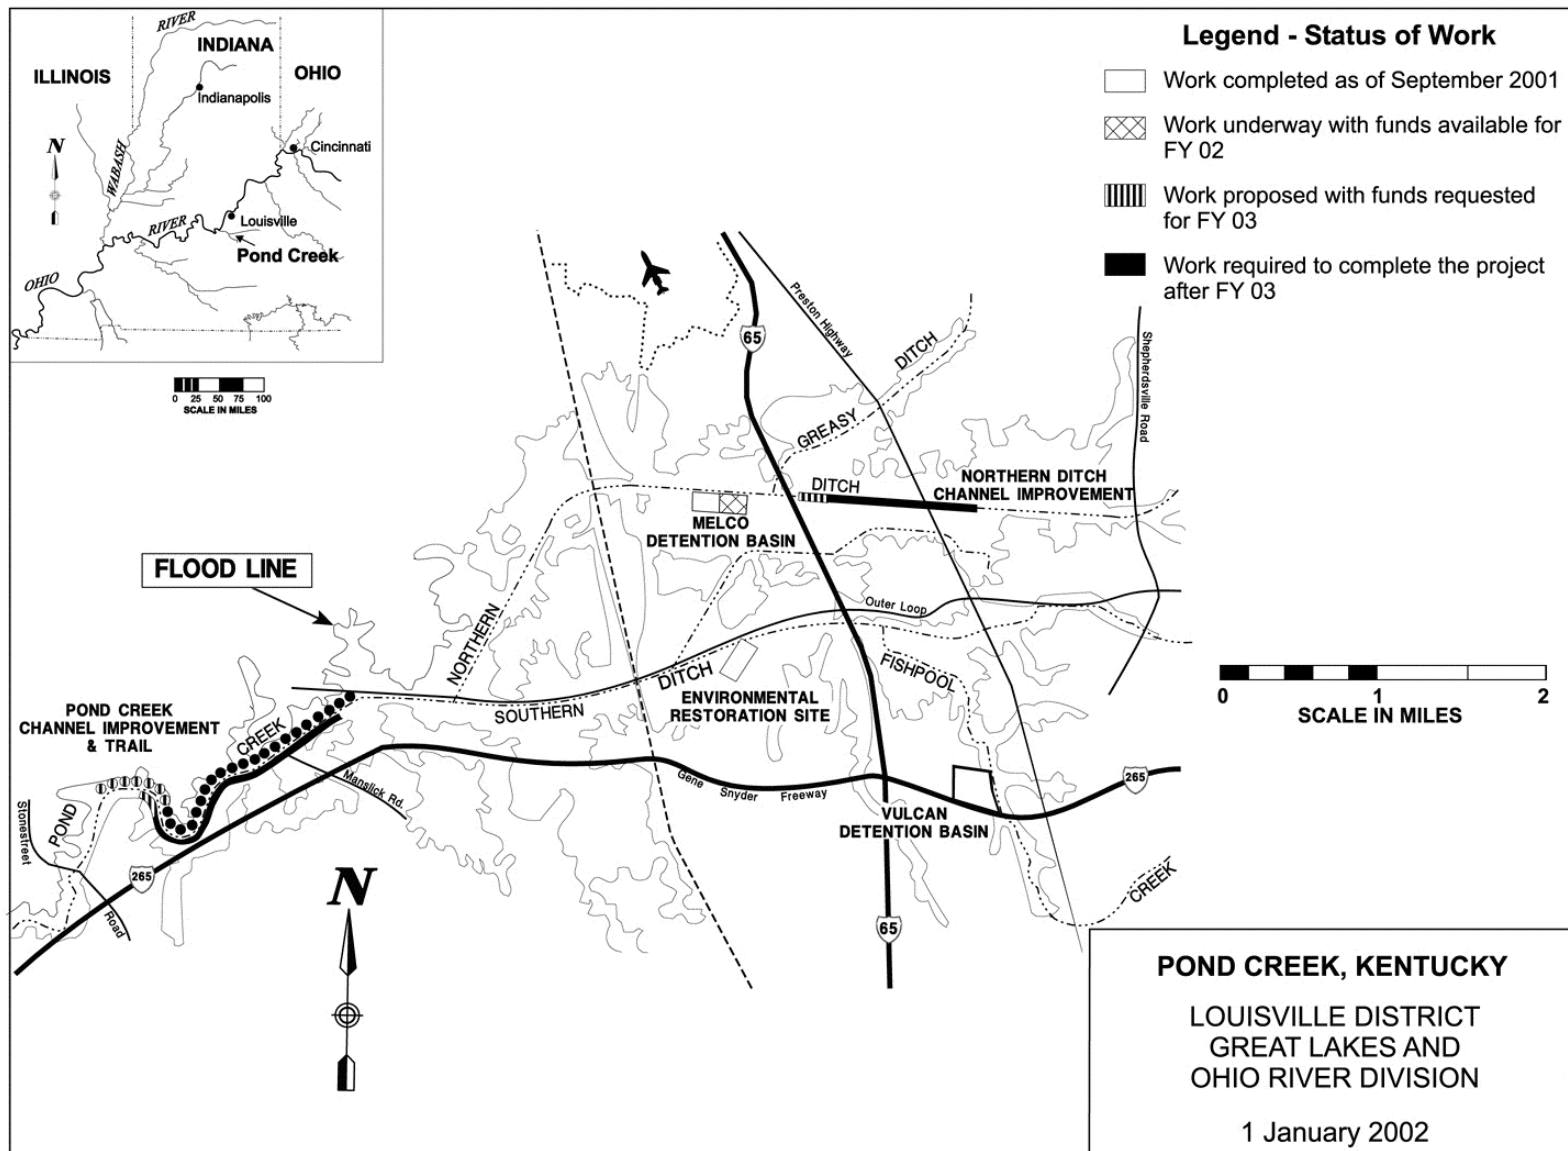 RIVER
INDIANA
ILLINOIS
OHIO
Indianapolis
N
WABASH
Cincinnati
Louisville
RIVER
Pond Creek
OHIO
0 25 50 75 100
SCALE IN MILES
Legend - Status of Work
Work completed as of September 2001
Work underway with funds available for
FY 02
Work proposed with funds requested
for FY 03
Work required to complete the project
after FY 03
65
Preston Highway
DITCH
Shepherdsville Road
GREASY
DITCH
NORTHERN DITCH
CHANNEL IMPROVEMENT
MELCO
DETENTION BASIN
FLOOD LINE
Outer Loop
NORTHERN
DITCH
FISHPOOL
ENVIRONMENTAL
RESTORATION SITE
SOUTHERN
POND CREEK
CHANNEL IMPROVEMENT
& TRAIL
CREEK
Manslick Rd.
Gene Snyder Freeway
265
0 1 2
SCALE IN MILES
Stonestreet
POND
VULCAN
DETENTION BASIN
265
Road
CREEK
65
N
POND CREEK, KENTUCKY
LOUISVILLE DISTRICT
GREAT LAKES AND
OHIO RIVER DIVISION
1 January 2002